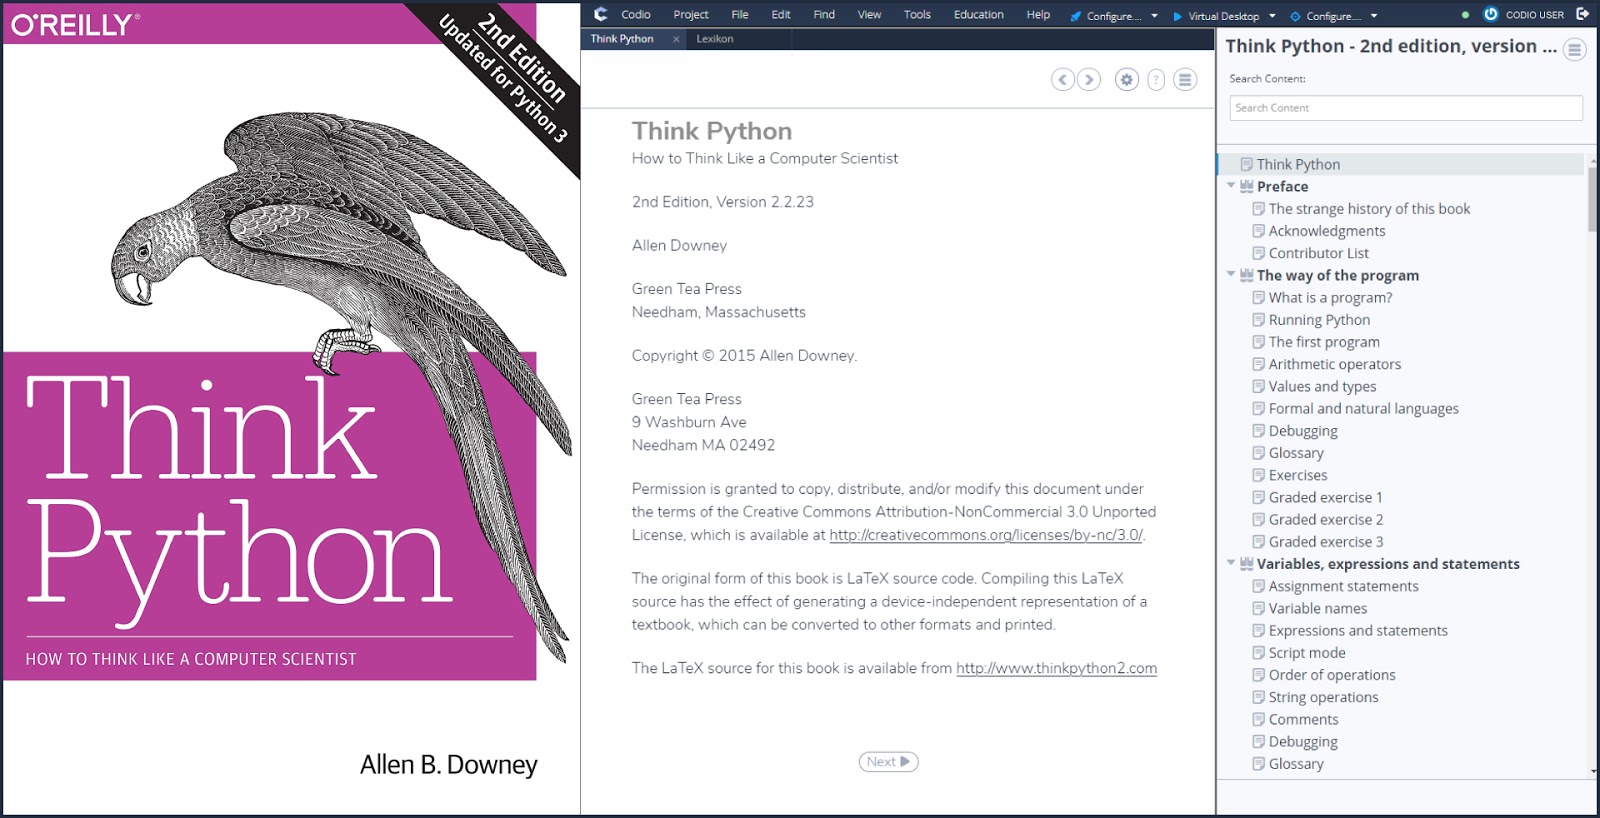 O'REILLY®
2nd Edition
Updated for Python 3
Think
Python
HOW TO THINK LIKE A COMPUTER SCIENTIST
Allen B. Downey
Codio Project File Edit Find View Tools Education Help Configure.... Virtual Desktop Configure.... CODIO USER
Think Python × Lexikon
?
Think Python
How to Think Like a Computer Scientist
2nd Edition, Version 2.2.23
Allen Downey
Green Tea Press
Needham, Massachusetts
Copyright © 2015 Allen Downey.
Green Tea Press
9 Washburn Ave
Needham MA 02492
Permission is granted to copy, distribute, and/or modify this document under
the terms of the Creative Commons Attribution-NonCommercial 3.0 Unported
License, which is available at http://creativecommons.org/licenses/by-nc/3.0/.
The original form of this book is LaTeX source code. Compiling this LaTeX
source has the effect of generating a device-independent representation of a
textbook, which can be converted to other formats and printed.
The LaTeX source for this book is available from http://www.thinkpython2.com
Next
Think Python - 2nd edition, version ...
Search Content:
Search Content
Think Python
Preface
The strange history of this book
Acknowledgments
Contributor List
The way of the program
What is a program?
Running Python
The first program
Arithmetic operators
Values and types
Formal and natural languages
Debugging
Glossary
Exercises
Graded exercise 1
Graded exercise 2
Graded exercise 3
Variables, expressions and statements
Assignment statements
Variable names
Expressions and statements
Script mode
Order of operations
String operations
Comments
Debugging
Glossary